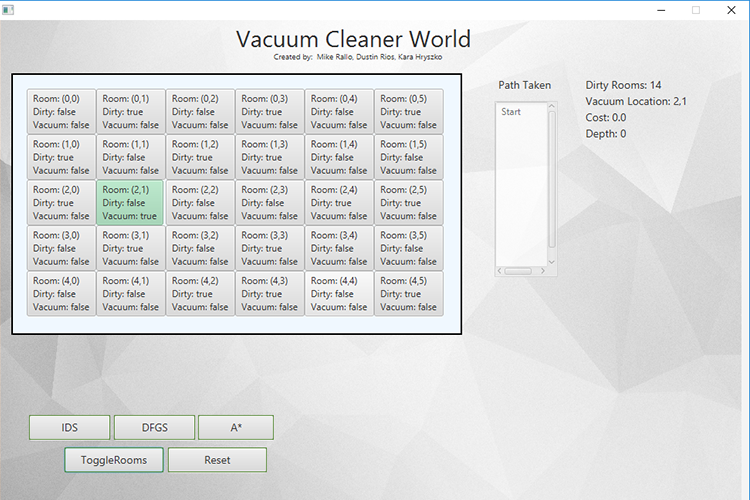 Vacuum Cleaner World
Created by: Mike Rallo, Dustin Rios, Kara Hryszko
Room: (0,0) Room: (0,1) Room: (0,2) Room: (0,3) Room: (0,4) Room: (0,5)
Dirty: false Dirty: true Dirty: false Dirty: false Dirty: false Dirty: true
Vacuum: false Vacuum: false Vacuum: false Vacuum: false Vacuum: false Vacuum: false
Room: (1,0) Room: (1,1) Room: (1,2) Room: (1,3) Room: (1,4) Room: (1,5)
Dirty: true Dirty: false Dirty: true Dirty: true Dirty: false Dirty: false
Vacuum: false Vacuum: false Vacuum: false Vacuum: false Vacuum: false Vacuum: false
Room: (2,0) Room: (2,1) Room: (2,2) Room: (2,3) Room: (2,4) Room: (2,5)
Dirty: true Dirty: false Dirty: false Dirty: false Dirty: true Dirty: true
Vacuum: false Vacuum: true Vacuum: false Vacuum: false Vacuum: false Vacuum: false
Room: (3,0) Room: (3,1) Room: (3,2) Room: (3,3) Room: (3,4) Room: (3,5)
Dirty: false Dirty: true Dirty: false Dirty: true Dirty: false Dirty: false
Vacuum: false Vacuum: false Vacuum: false Vacuum: false Vacuum: false Vacuum: false
Room: (4,0) Room: (4,1) Room: (4,2) Room: (4,3) Room: (4,4) Room: (4,5)
Dirty: false Dirty: false Dirty: true Dirty: true Dirty: false Dirty: true
Vacuum: false Vacuum: false Vacuum: false Vacuum: false Vacuum: false Vacuum: false
Path Taken
Start
Dirty Rooms: 14
Vacuum Location: 2,1
Cost: 0.0
Depth: 0
IDS DFGS A*
ToggleRooms Reset